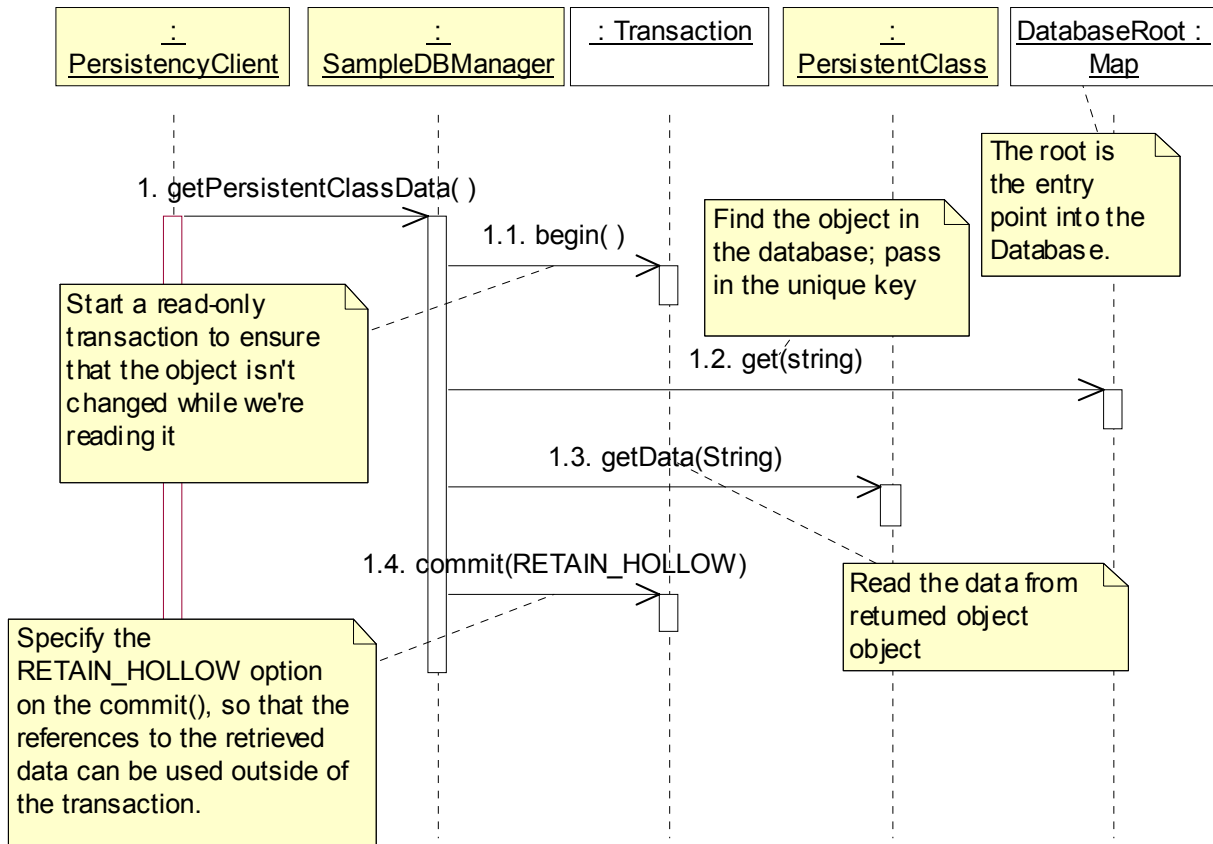 :
PersistencyClient
:
SampleDBManager
: Transaction
:
PersistentClass
DatabaseRoot :
Map
The root is
the entry
point into the
Database.
1. getPersistentClassData( )
Find the object in
the database; pass
in the unique key
1.1. begin( )
Start a read-only
transaction to ensure
that the object isn't
changed while we're
reading it
1.2. get(string)
1.3. getData(String)
1.4. commit(RETAIN_HOLLOW)
Read the data from
returned object
object
Specify the
RETAIN_HOLLOW option
on the commit(), so that the
references to the retrieved
data can be used outside of
the transaction.